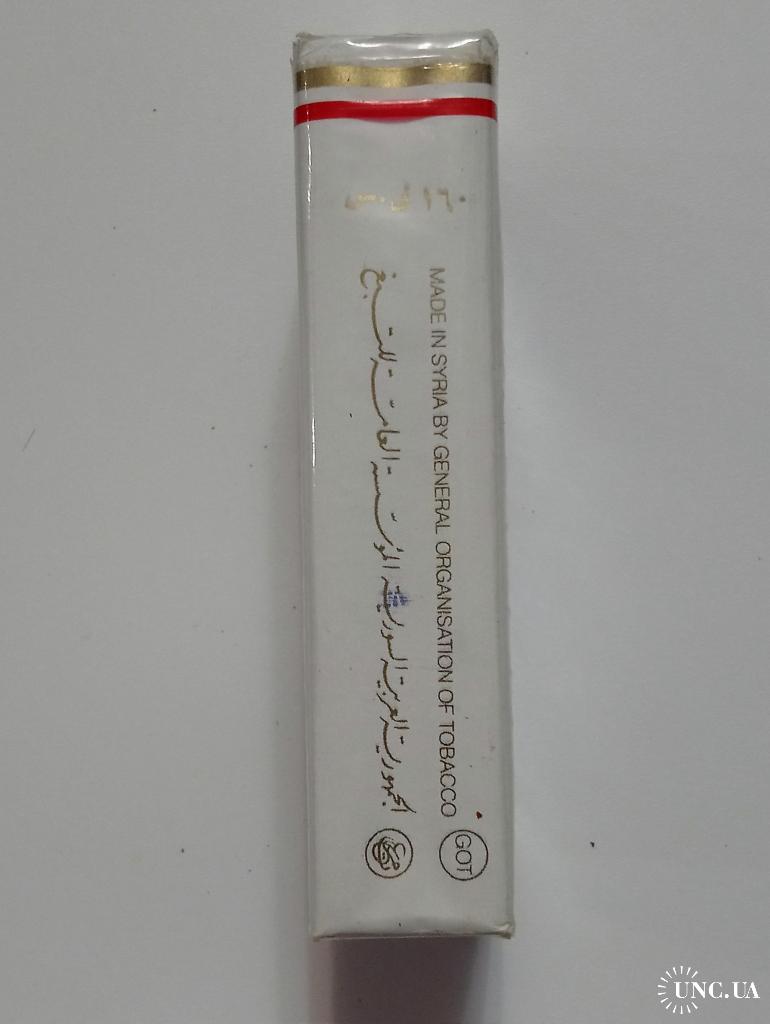 ١٦٠ ق.س
MADE IN SYRIA BY GENERAL ORGANISATION OF TOBACCO
GOT
الجمهورية العربية السورية المؤسسة العامة للتبغ
UNC.UA